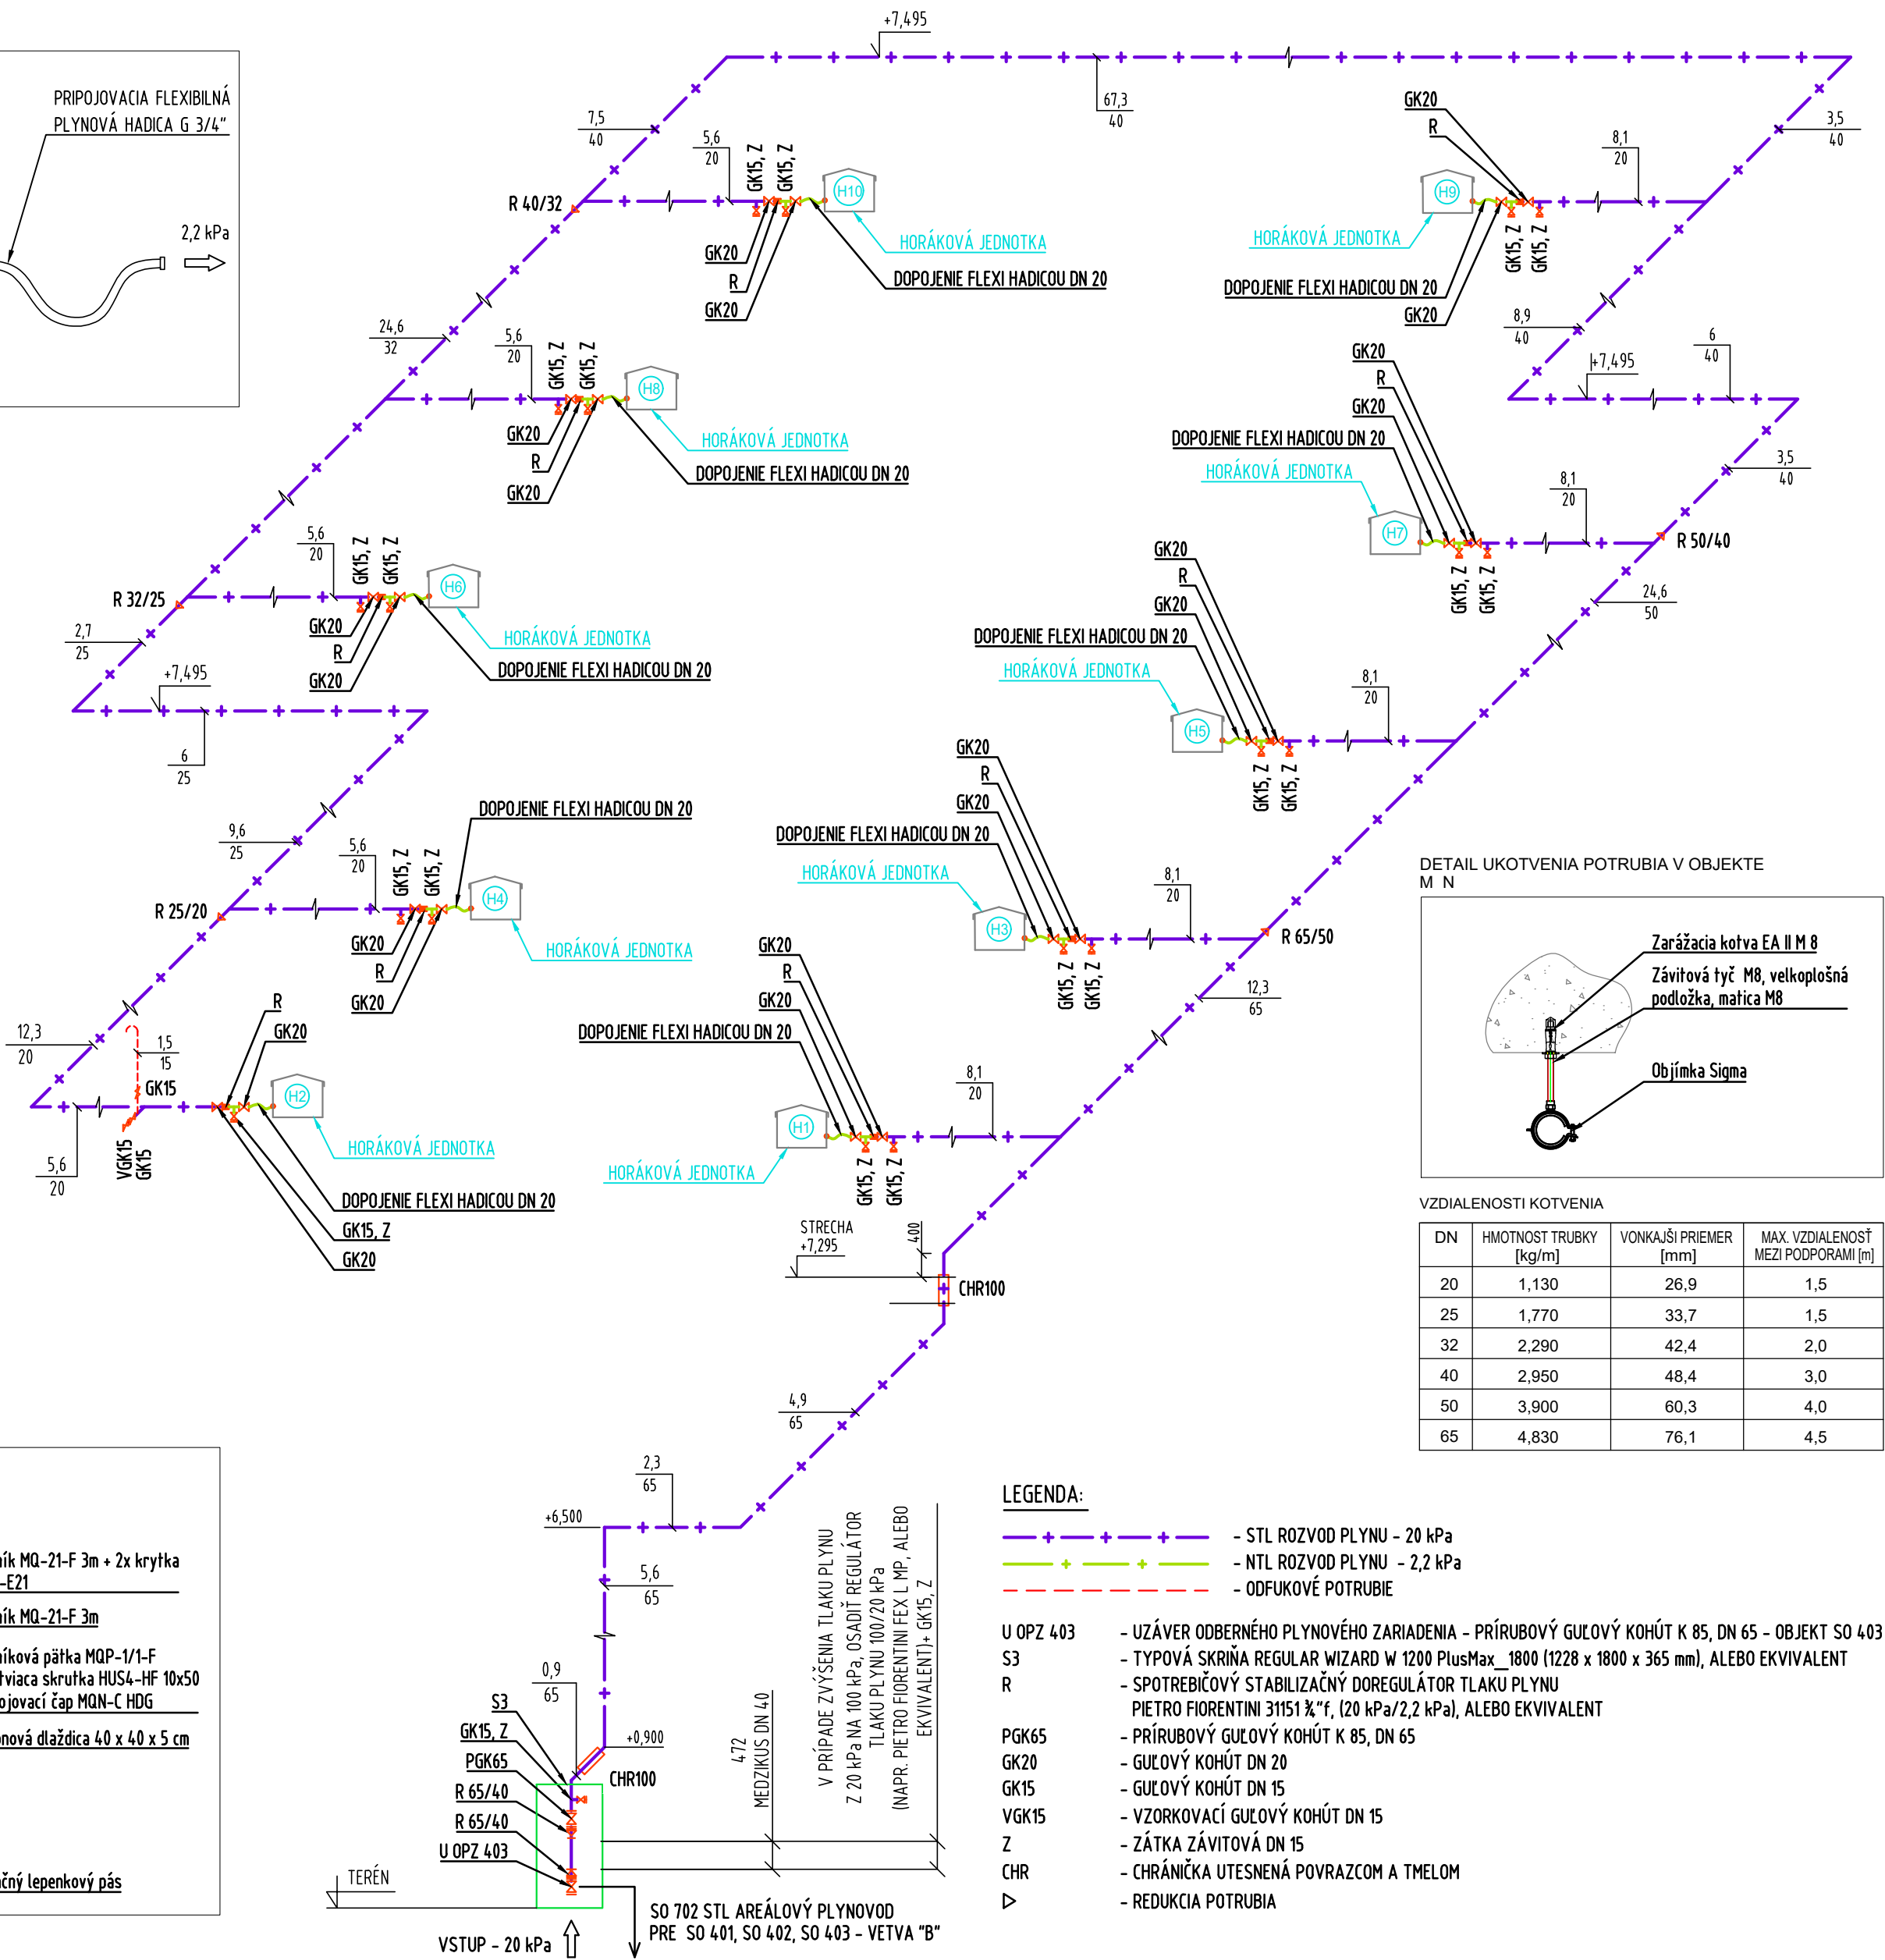 +7,495
67,3
40
PRIPOJOVACIA FLEXIBILNÁ
PLYNOVÁ HADICA G 3/4"
2,2 kPa
7,5
40
R 40/32
5,6
20
GK15, Z
GK15, Z
H10
HORÁKOVÁ JEDNOTKA
GK20
R
GK20
DOPOJENIE FLEXI HADICOU DN 20
GK20
R
8,1
20
3,5
40
H9
HORÁKOVÁ JEDNOTKA
GK15, Z
GK15, Z
DOPOJENIE FLEXI HADICOU DN 20
GK20
8,9
40
+7,495
6
40
24,6
32
5,6
20
GK15, Z
GK15, Z
H8
HORÁKOVÁ JEDNOTKA
GK20
R
GK20
DOPOJENIE FLEXI HADICOU DN 20
GK20
R
GK20
DOPOJENIE FLEXI HADICOU DN 20
HORÁKOVÁ JEDNOTKA
H7
8,1
20
3,5
40
GK15, Z
GK15, Z
R 50/40
24,6
50
R 32/25
5,6
20
GK15, Z
GK15, Z
H6
HORÁKOVÁ JEDNOTKA
GK20
R
GK20
DOPOJENIE FLEXI HADICOU DN 20
2,7
25
+7,495
6
25
GK20
R
GK20
DOPOJENIE FLEXI HADICOU DN 20
HORÁKOVÁ JEDNOTKA
H5
8,1
20
GK15, Z
GK15, Z
9,6
25
R 25/20
5,6
20
GK15, Z
GK15, Z
DOPOJENIE FLEXI HADICOU DN 20
H4
HORÁKOVÁ JEDNOTKA
GK20
R
GK20
GK20
R
GK20
DOPOJENIE FLEXI HADICOU DN 20
HORÁKOVÁ JEDNOTKA
H3
8,1
20
GK15, Z
GK15, Z
R 65/50
12,3
65
12,3
20
1,5
15
GK15
R
GK20
H2
HORÁKOVÁ JEDNOTKA
5,6
20
VGK15
GK15
DOPOJENIE FLEXI HADICOU DN 20
GK15, Z
GK20
GK20
R
GK20
DOPOJENIE FLEXI HADICOU DN 20
H1
HORÁKOVÁ JEDNOTKA
8,1
20
GK15, Z
GK15, Z
STRECHA
+7,295
400
CHR100
4,9
65
2,3
65
+6,500
5,6
65
0,9
65
+0,900
CHR100
S3
GK15, Z
PGK65
R 65/40
R 65/40
U OPZ 403
TERÉN
VSTUP - 20 kPa
SO 702 STL AREÁLOVÝ PLYNOVOD
PRE SO 401, SO 402, SO 403 - VETVA "B"
472
MEDZIKUS DN 40
V PRÍPADE ZVÝŠENIA TLAKU PLYNU
Z 20 kPa NA 100 kPa, OSADIŤ REGULÁTOR
TLAKU PLYNU 100/20 kPa
(NAPR. PIETRO FIORENTINI FEX L MP, ALEBO
EKVIVALENT)+ GK15, Z
DETAIL UKOTVENIA POTRUBIA V OBJEKTE
M N
Zarážacia kotva EA II M 8
Závitová tyč M8, velkoplošná
podložka, matica M8
Objímka Sigma
VZDIALENOSTI KOTVENIA
DN HMOTNOST TRUBKY [kg/m] VONKAJŠI PRIEMER [mm] MAX. VZDIALENOSŤ MEZI PODPORAMI [m]
20 1,130 26,9 1,5
25 1,770 33,7 1,5
32 2,290 42,4 2,0
40 2,950 48,4 3,0
50 3,900 60,3 4,0
65 4,830 76,1 4,5
LEGENDA:
- STL ROZVOD PLYNU - 20 kPa
- NTL ROZVOD PLYNU - 2,2 kPa
- ODFUKOVÉ POTRUBIE
U OPZ 403 - UZÁVER ODBERNÉHO PLYNOVÉHO ZARIADENIA - PRÍRUBOVÝ GUĽOVÝ KOHÚT K 85, DN 65 - OBJEKT SO 403
S3 - TYPOVÁ SKRIŇA REGULAR WIZARD W 1200 PlusMax_1800 (1228 x 1800 x 365 mm), ALEBO EKVIVALENT
R - SPOTREBIČOVÝ STABILIZAČNÝ DOREGULÁTOR TLAKU PLYNU
PIETRO FIORENTINI 31151 ¾"f, (20 kPa/2,2 kPa), ALEBO EKVIVALENT
PGK65 - PRÍRUBOVÝ GUĽOVÝ KOHÚT K 85, DN 65
GK20 - GUĽOVÝ KOHÚT DN 20
GK15 - GUĽOVÝ KOHÚT DN 15
VGK15 - VZORKOVACÍ GUĽOVÝ KOHÚT DN 15
Z - ZÁTKA ZÁVITOVÁ DN 15
CHR - CHRÁNIČKA UTESNENÁ POVRAZCOM A TMELOM
- REDUKCIA POTRUBIA
ík MQ-21-F 3m + 2x krytka
-E21
ík MQ-21-F 3m
íková pätka MQP-1/1-F
tviaca skrutka HUS4-HF 10x50
ojovací čap MQN-C HDG
nová dlaždica 40 x 40 x 5 cm
čný lepenkový pás